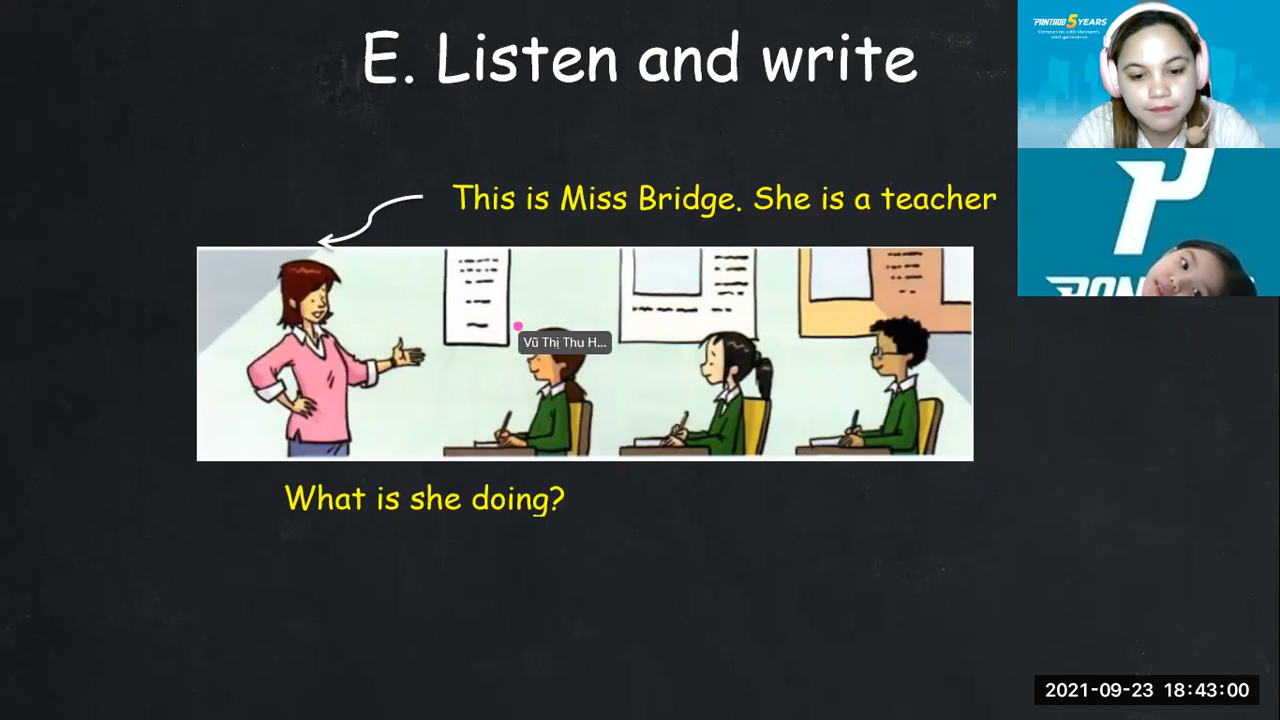 E. Listen and write
PANTADO 5 YEARS
This is Miss Bridge. She is a teacher
Vũ Thị Thu H...
What is she doing?
2021-09-23 18:43:00